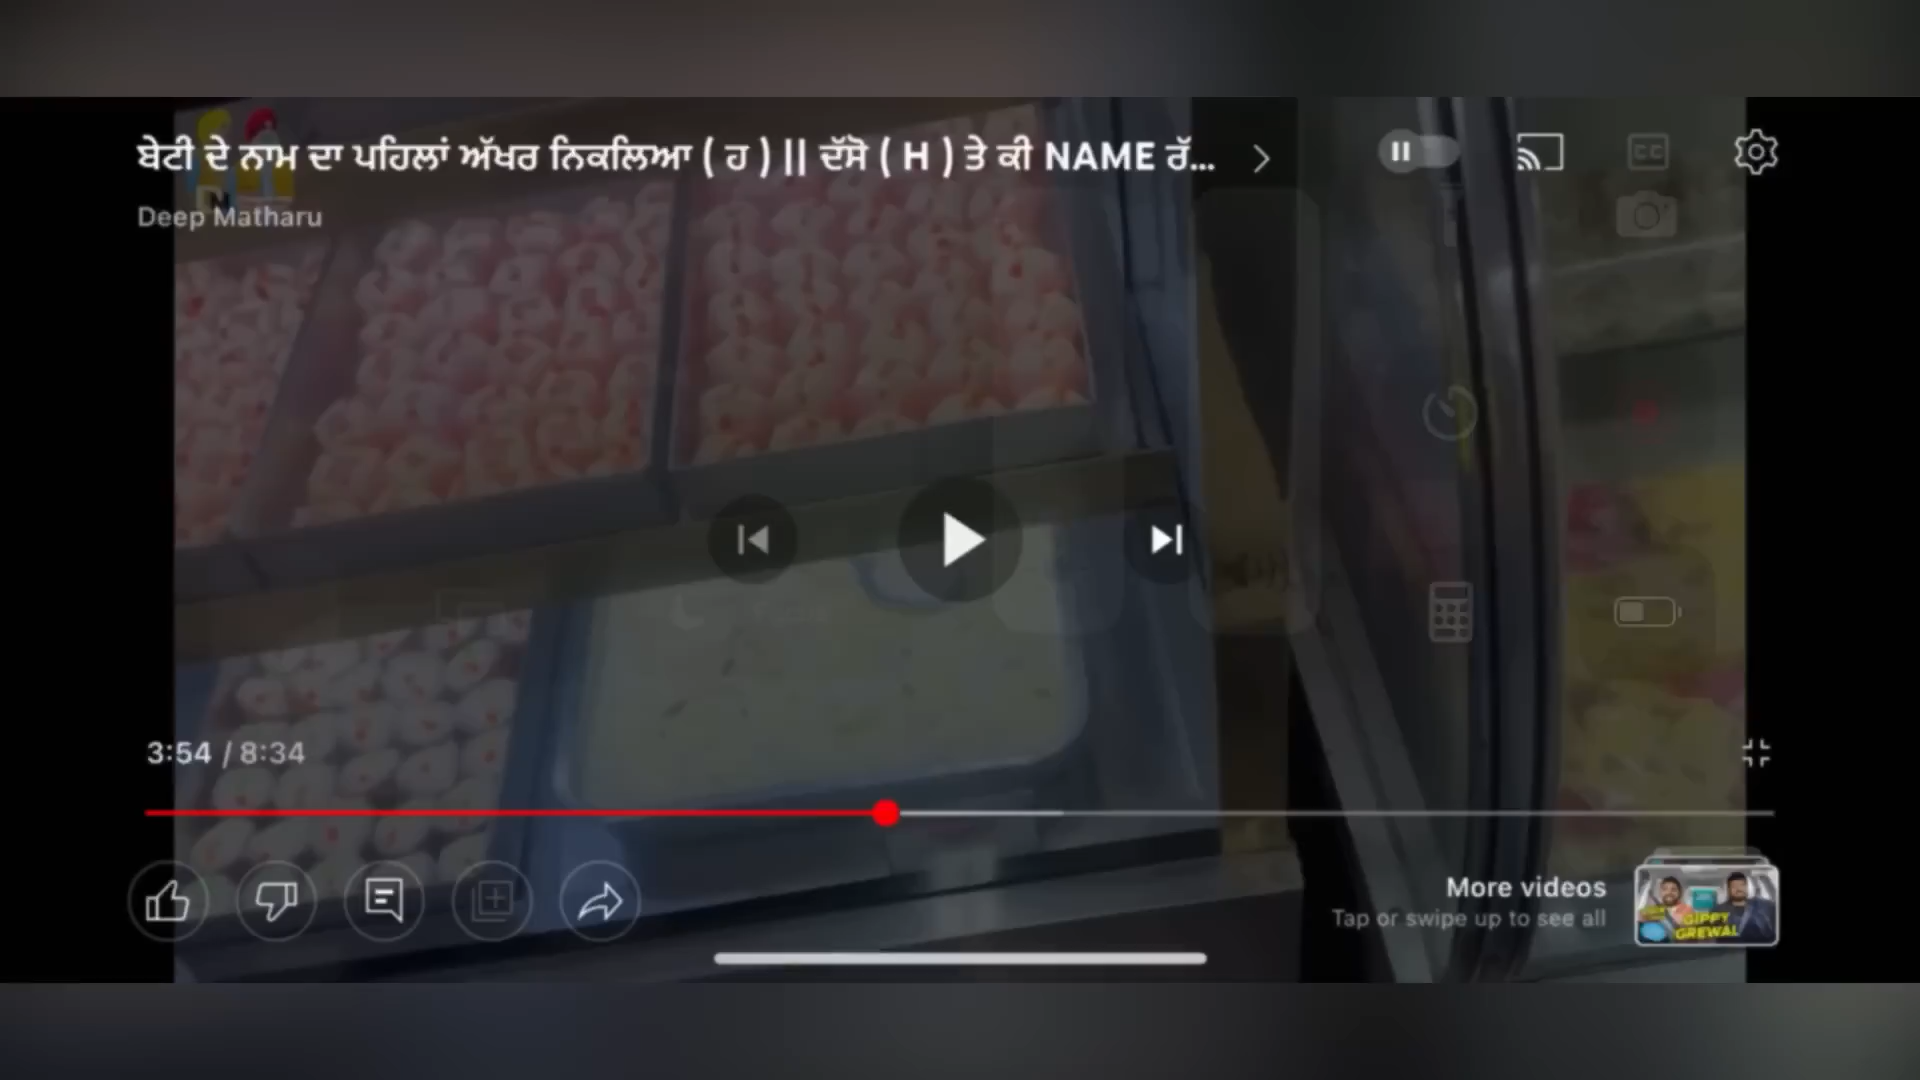 ਬੇਟੀ ਦੇ ਨਾਮ ਦਾ ਪਹਿਲਾਂ ਅੱਖਰ ਨਿਕਲਿਆ ( ਹ ) || ਦੱਸੋ ( H ) ਤੇ ਕੀ NAME ਰੱ...
Deep Matharu
CC
3:54 / 8:34
More videos
Tap or swipe up to see all
GIPPY
GREWAL